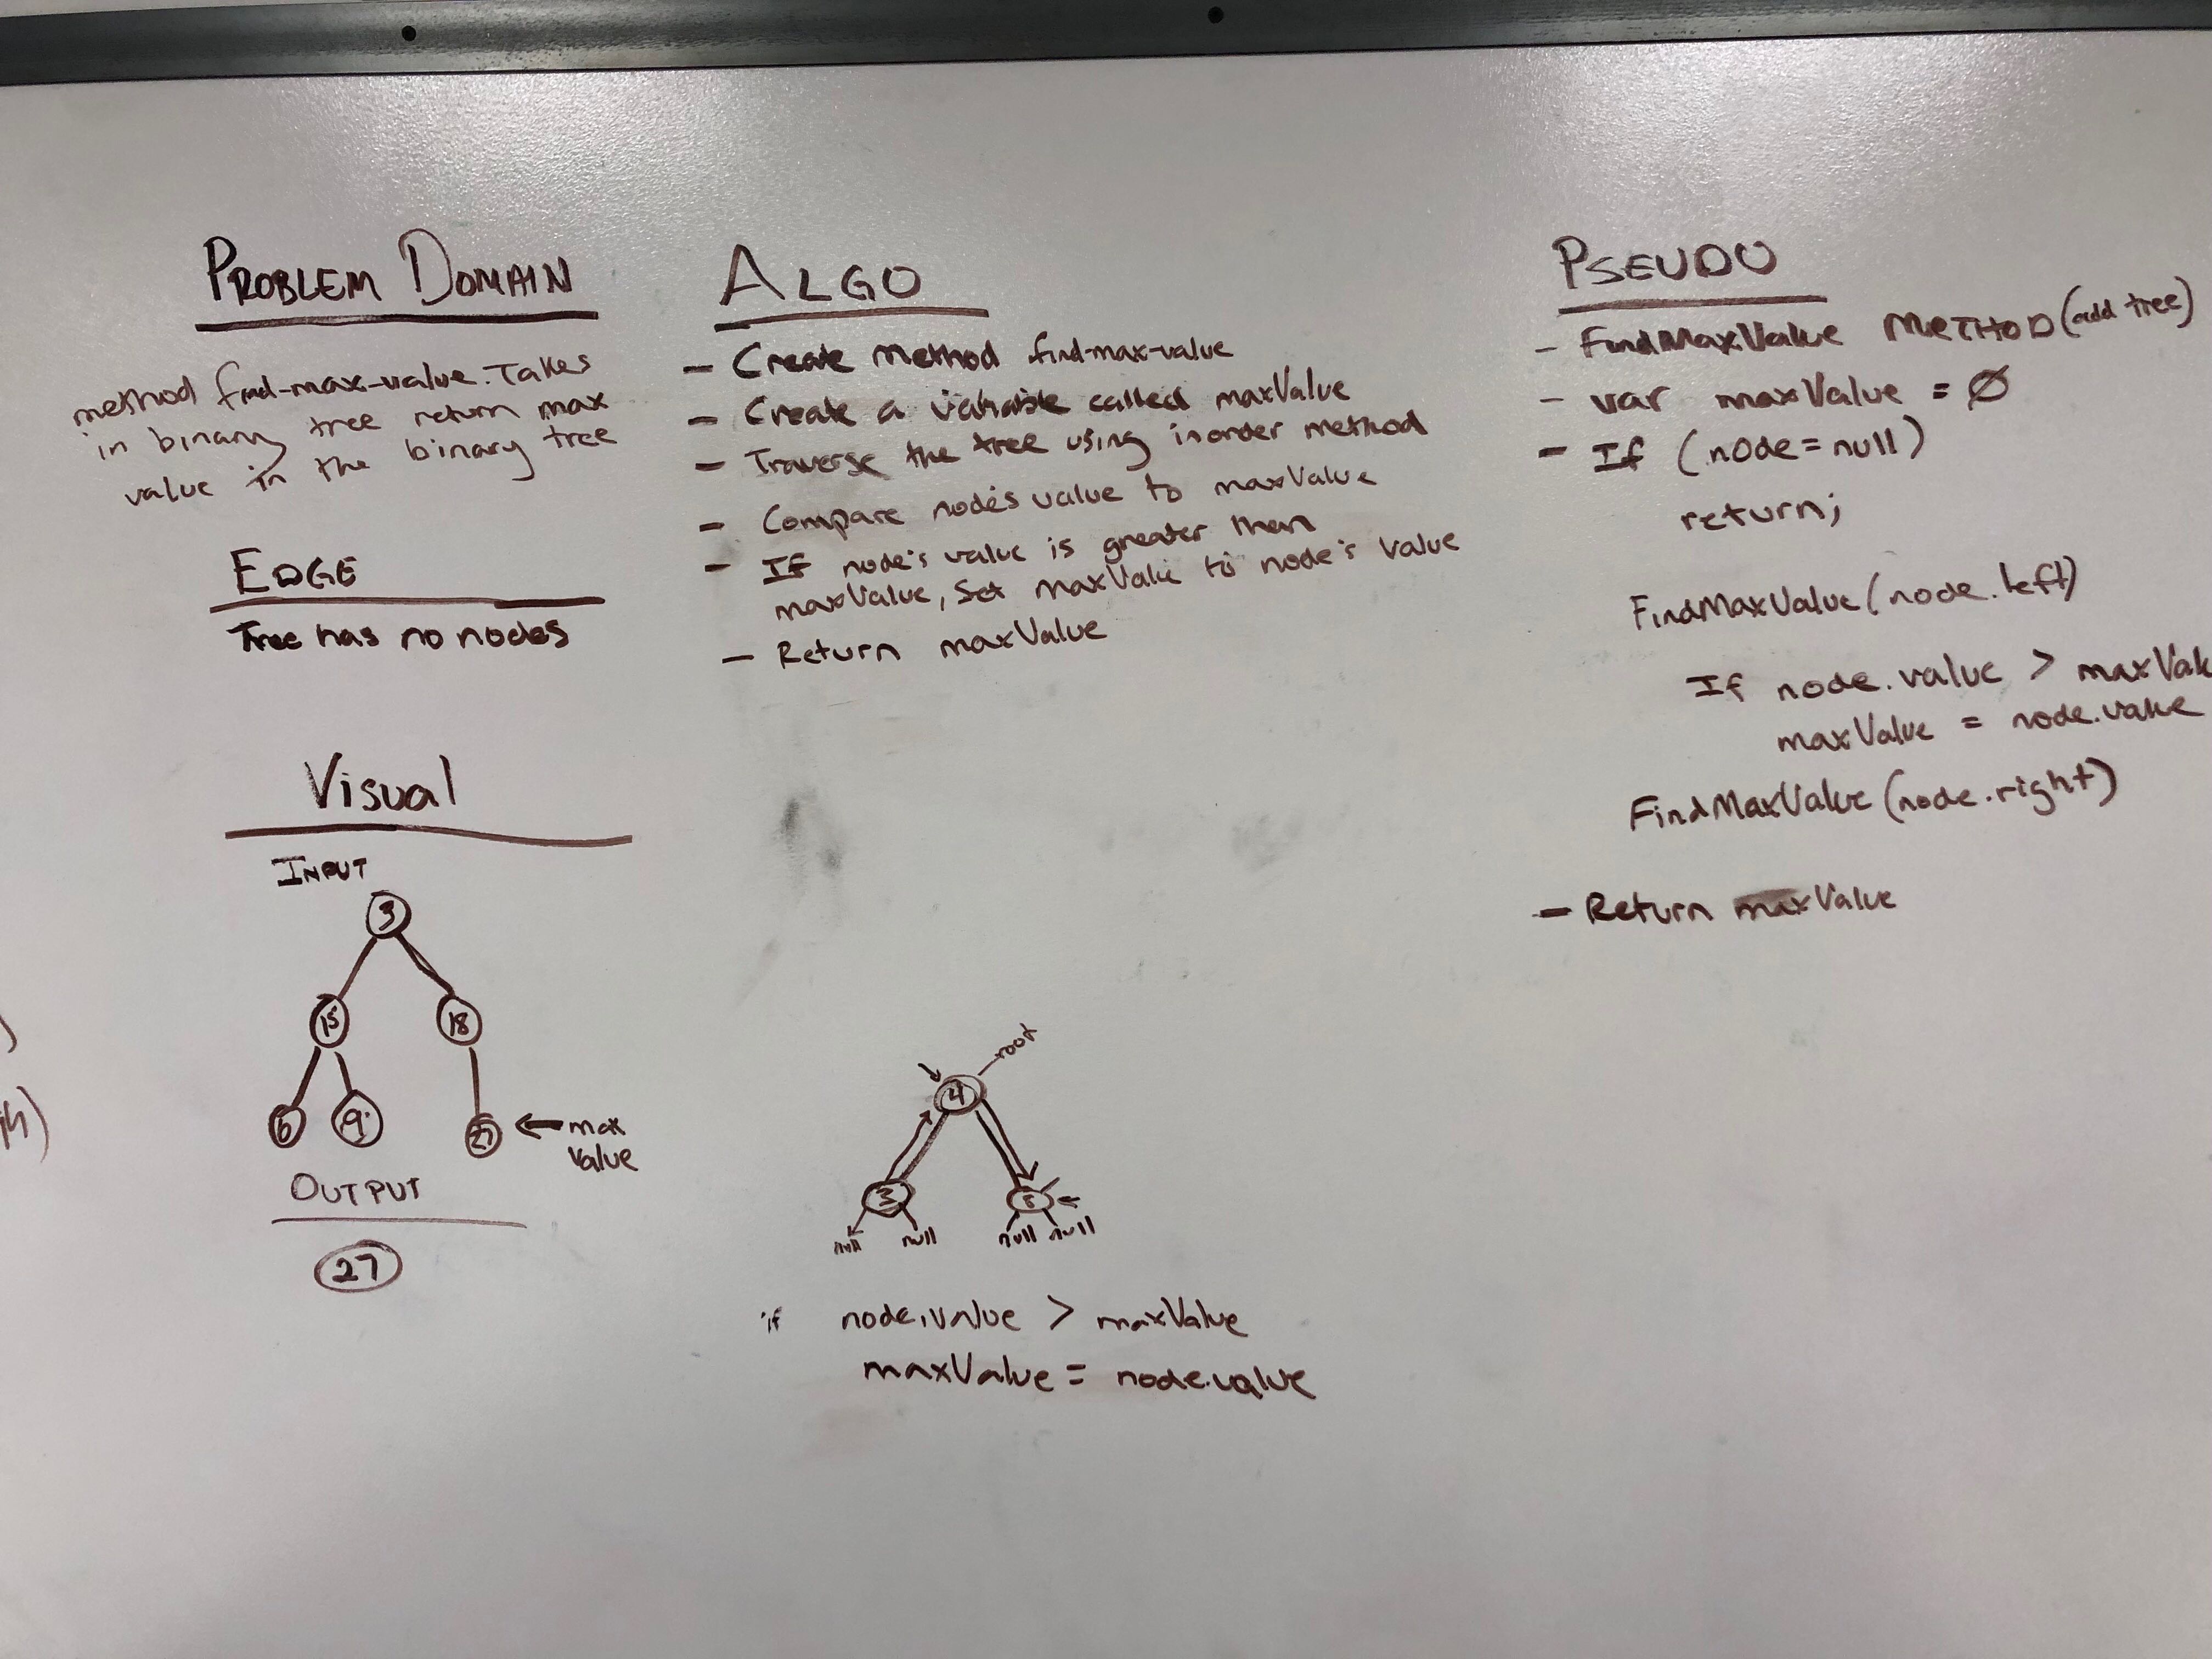 PROBLEM DOMAIN
method find-max-value. Takes
in binary tree return max
value in the binary tree
EDGE
Tree has no nodes
Visual
INPUT
3
15 18
6 9 27
← max
value
OUTPUT
27
ALGO
- Create Method find-max-value
- Create a variable called maxValue
- Traverse the tree using inorder method
- Compare node's value to maxValue
- If node's value is greater than
maxValue, Set maxValue to node's value
- Return maxValue
root
4
3
null null null null
if node.value > maxValue
maxValue = node.value
PSEUDO
- FindMaxValue METHOD (add tree)
- var maxValue = Ø
- If (node = null)
return;
FindMaxValue(node.left)
If node.value > maxValue
maxValue = node.value
FindMaxValue(node.right)
- Return maxValue